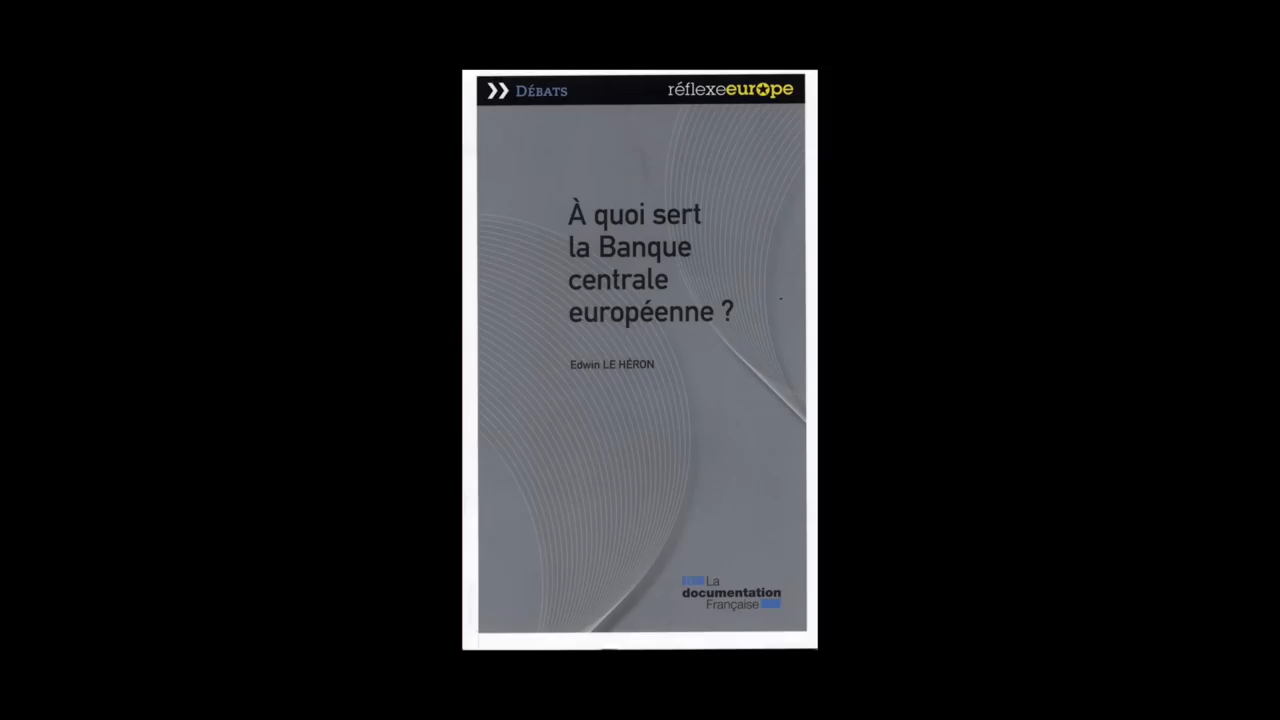 Débats
réflexeeurope
À quoi sert
la Banque
centrale
européenne ?
Edwin LE HÉRON
La
documentation
Française